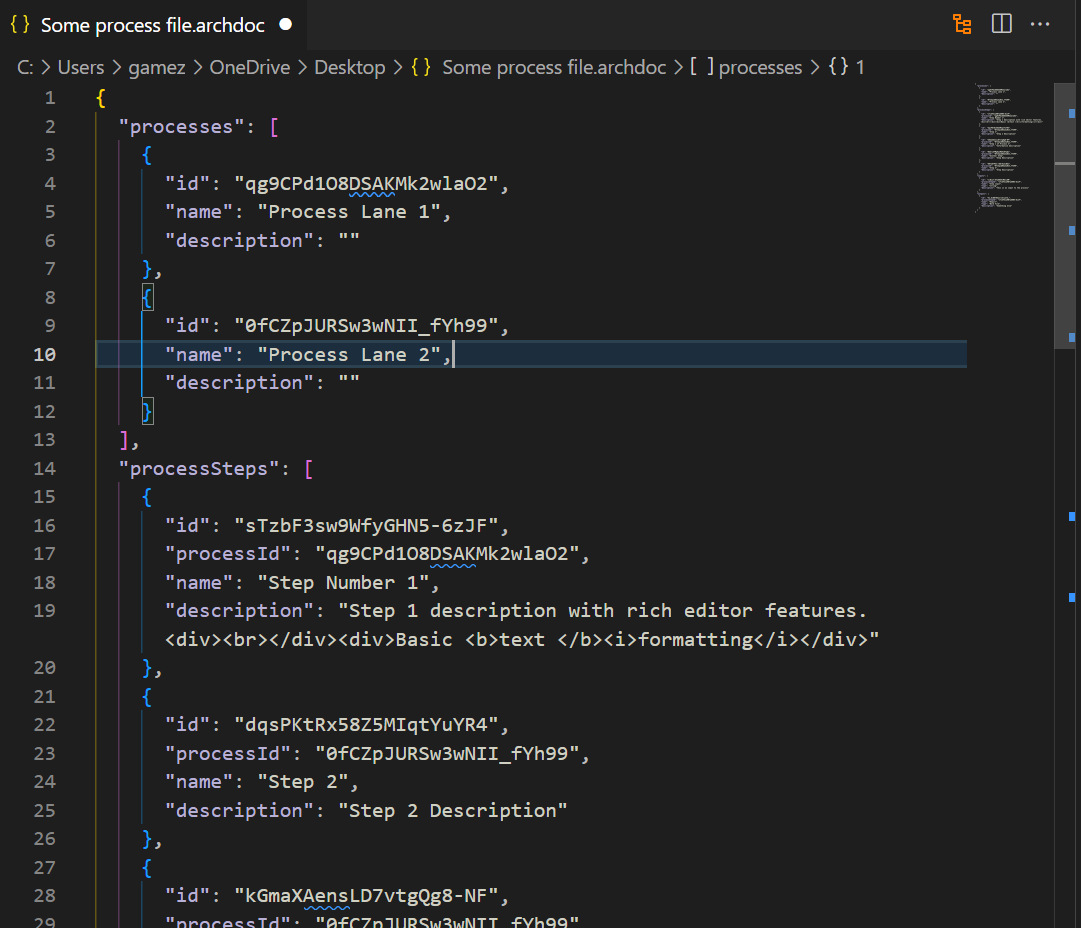 {} Some process file.archdoc
C: > Users > gamez > OneDrive > Desktop > {} Some process file.archdoc > [ ] processes > {} 1
1 {
2 "processes": [
3 {
4 "id": "qg9CPd1O8DSAKMk2wlaO2",
5 "name": "Process Lane 1",
6 "description": ""
7 },
8 {
9 "id": "0fCZpJURSw3wNII_fYh99",
10 "name": "Process Lane 2",
11 "description": ""
12 }
13 ],
14 "processSteps": [
15 {
16 "id": "sTzbF3sw9WfyGHN5-6zJF",
17 "processId": "qg9CPd1O8DSAKMk2wlaO2",
18 "name": "Step Number 1",
19 "description": "Step 1 description with rich editor features.
<div><br></div><div>Basic <b>text </b><i>formatting</i></div>"
20 },
21 {
22 "id": "dqsPKtRx58Z5MIqtYuYR4",
23 "processId": "0fCZpJURSw3wNII_fYh99",
24 "name": "Step 2",
25 "description": "Step 2 Description"
26 },
27 {
28 "id": "kGmaXAensLD7vtgQg8-NF",
29 "processId": "0fCZpJURSw3wNII_fYh99"